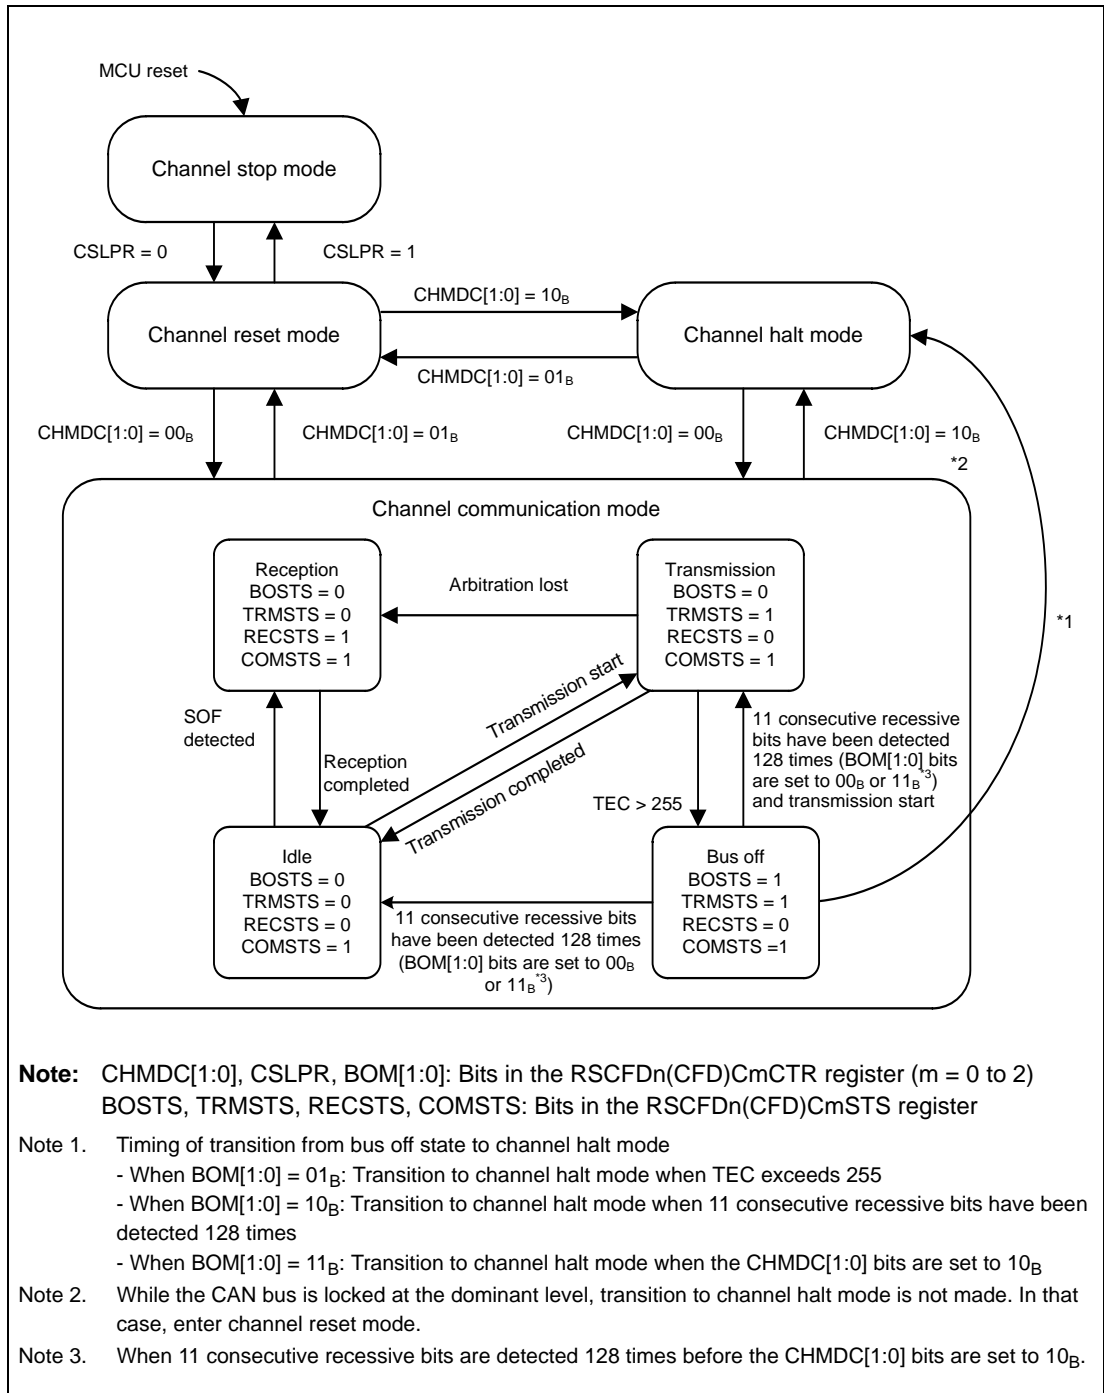 MCU reset
Channel stop mode
CSLPR = 0
CSLPR = 1
Channel reset mode
CHMDC[1:0] = 10B
Channel halt mode
CHMDC[1:0] = 01B
CHMDC[1:0] = 00B
CHMDC[1:0] = 01B
CHMDC[1:0] = 00B
CHMDC[1:0] = 10B
*2
Channel communication mode
Reception
BOSTS = 0
TRMSTS = 0
RECSTS = 1
COMSTS = 1
Arbitration lost
Transmission
BOSTS = 0
TRMSTS = 1
RECSTS = 0
COMSTS = 1
*1
SOF
detected
Reception
completed
Transmission start
Transmission completed
TEC > 255
11 consecutive recessive
bits have been detected
128 times (BOM[1:0] bits
are set to 00B or 11B*3)
and transmission start
Idle
BOSTS = 0
TRMSTS = 0
RECSTS = 0
COMSTS = 1
11 consecutive recessive bits
have been detected 128 times
(BOM[1:0] bits are set to 00B
or 11B*3)
Bus off
BOSTS = 1
TRMSTS = 1
RECSTS = 0
COMSTS =1
Note: CHMDC[1:0], CSLPR, BOM[1:0]: Bits in the RSCFDn(CFD)CmCTR register (m = 0 to 2)
BOSTS, TRMSTS, RECSTS, COMSTS: Bits in the RSCFDn(CFD)CmSTS register
Note 1. Timing of transition from bus off state to channel halt mode
- When BOM[1:0] = 01B: Transition to channel halt mode when TEC exceeds 255
- When BOM[1:0] = 10B: Transition to channel halt mode when 11 consecutive recessive bits have been
detected 128 times
- When BOM[1:0] = 11B: Transition to channel halt mode when the CHMDC[1:0] bits are set to 10B
Note 2. While the CAN bus is locked at the dominant level, transition to channel halt mode is not made. In that
case, enter channel reset mode.
Note 3. When 11 consecutive recessive bits are detected 128 times before the CHMDC[1:0] bits are set to 10B.